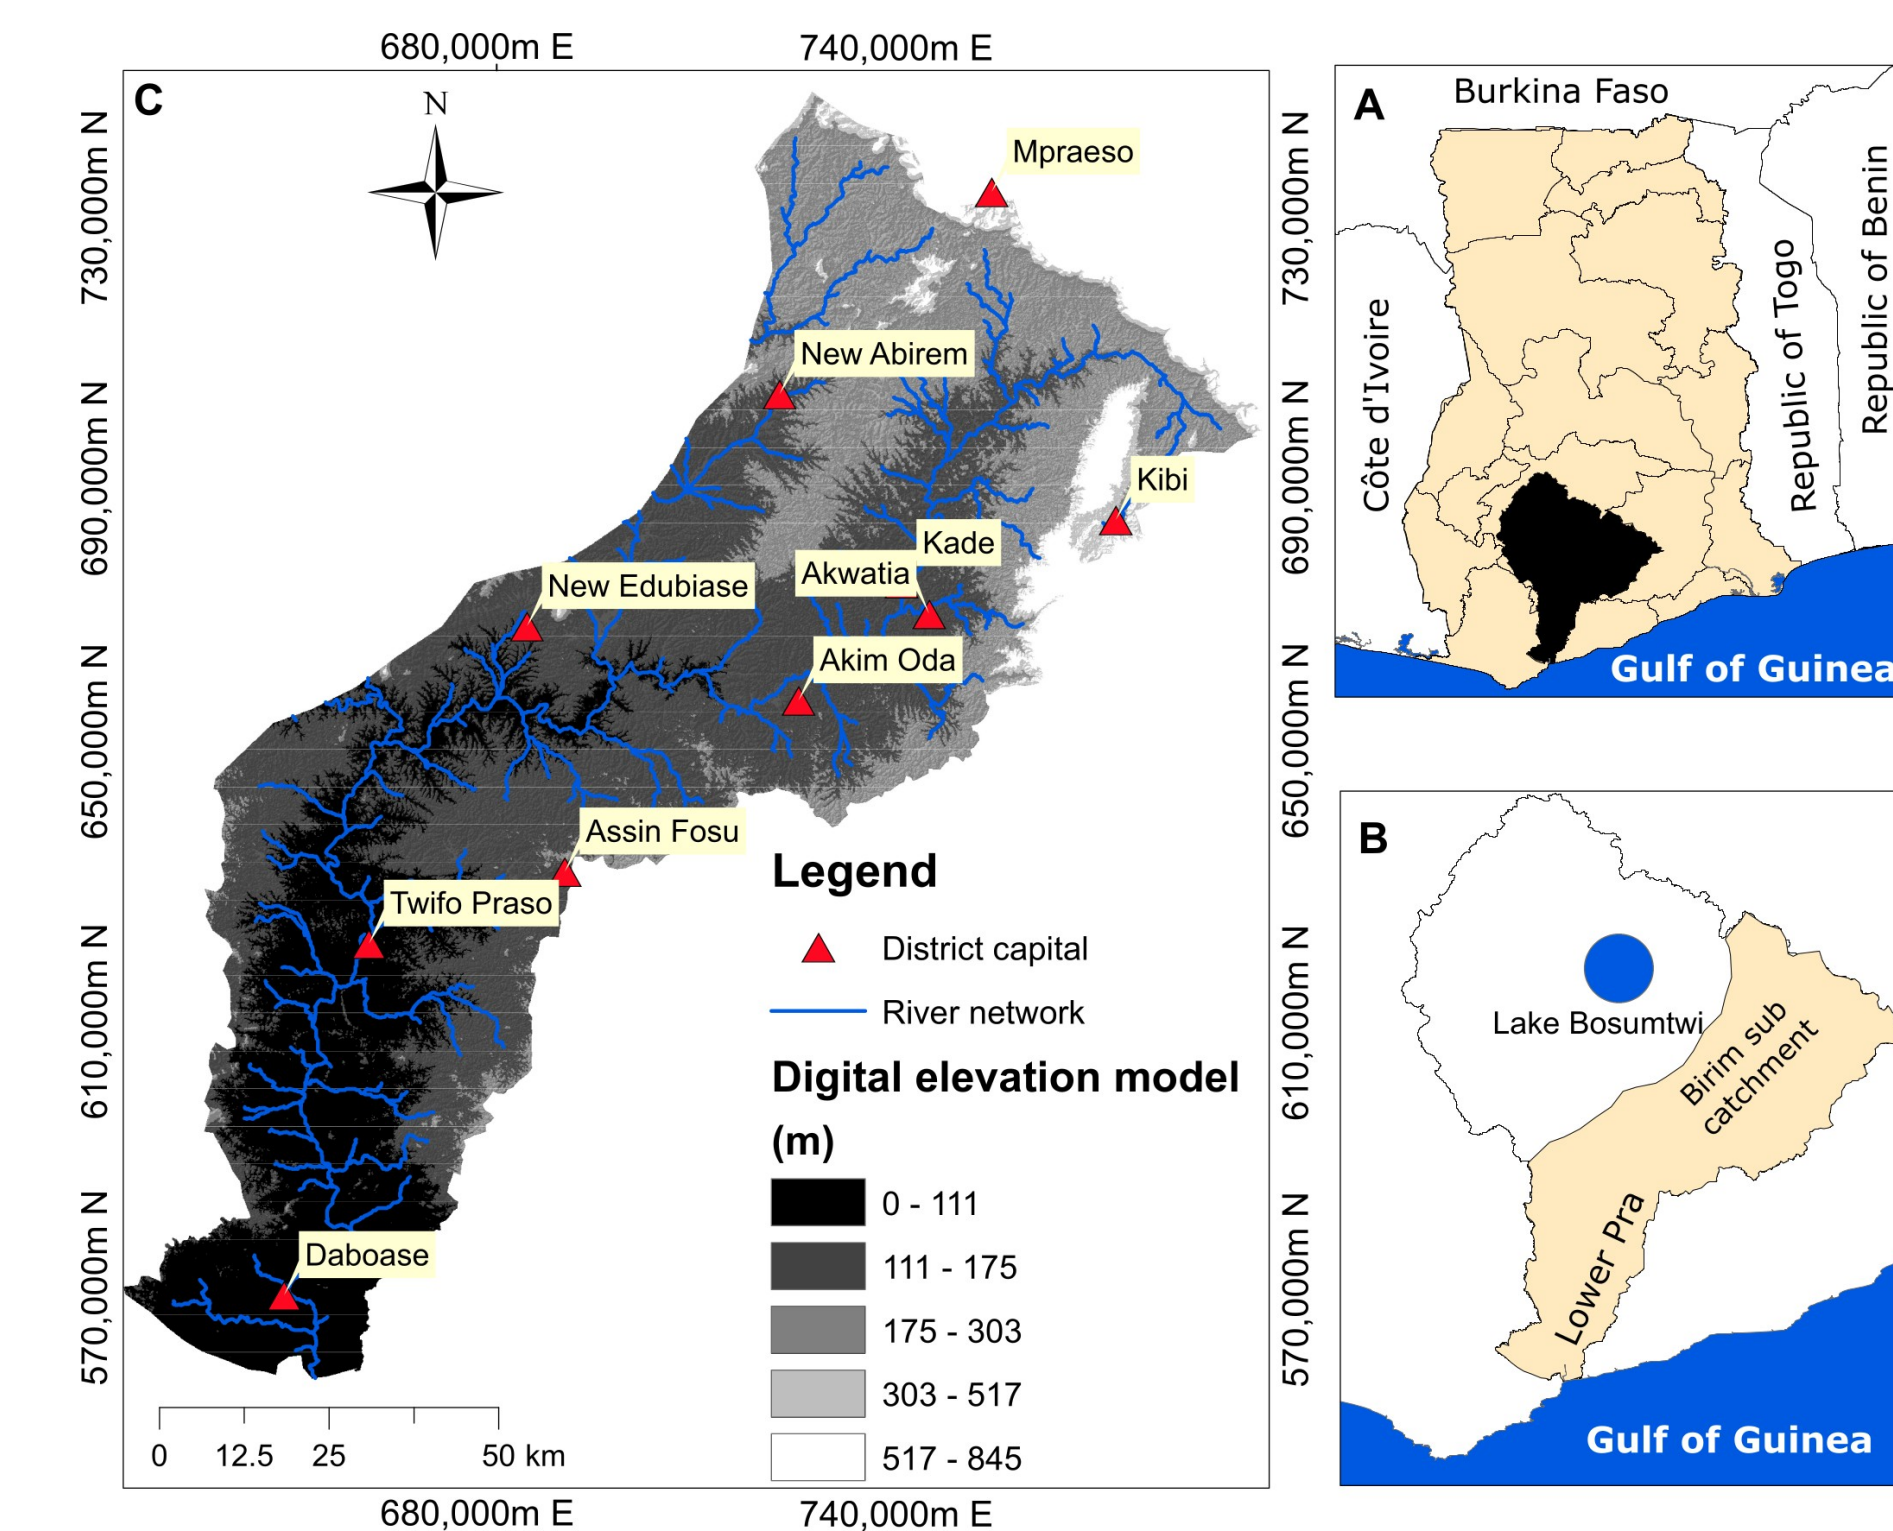 680,000m E
740,000m E
C
N
730,000m N
690,000m N
650,000m N
610,000m N
570,000m N
Mpraeso
New Abirem
Kibi
Kade
Akwatia
New Edubiase
Akim Oda
Assin Fosu
Twifo Praso
Daboase
Legend
District capital
River network
Digital elevation model
(m)
0 - 111
111 - 175
175 - 303
303 - 517
517 - 845
0
12.5
25
50 km
680,000m E
740,000m E
730,000m N
690,000m N
650,000m N
610,000m N
570,000m N
A
Burkina Faso
Côte d'Ivoire
Republic of Togo
Republic of Benin
Gulf of Guinea
B
Lake Bosumtwi
Birim sub
catchment
Lower Pra
Gulf of Guinea